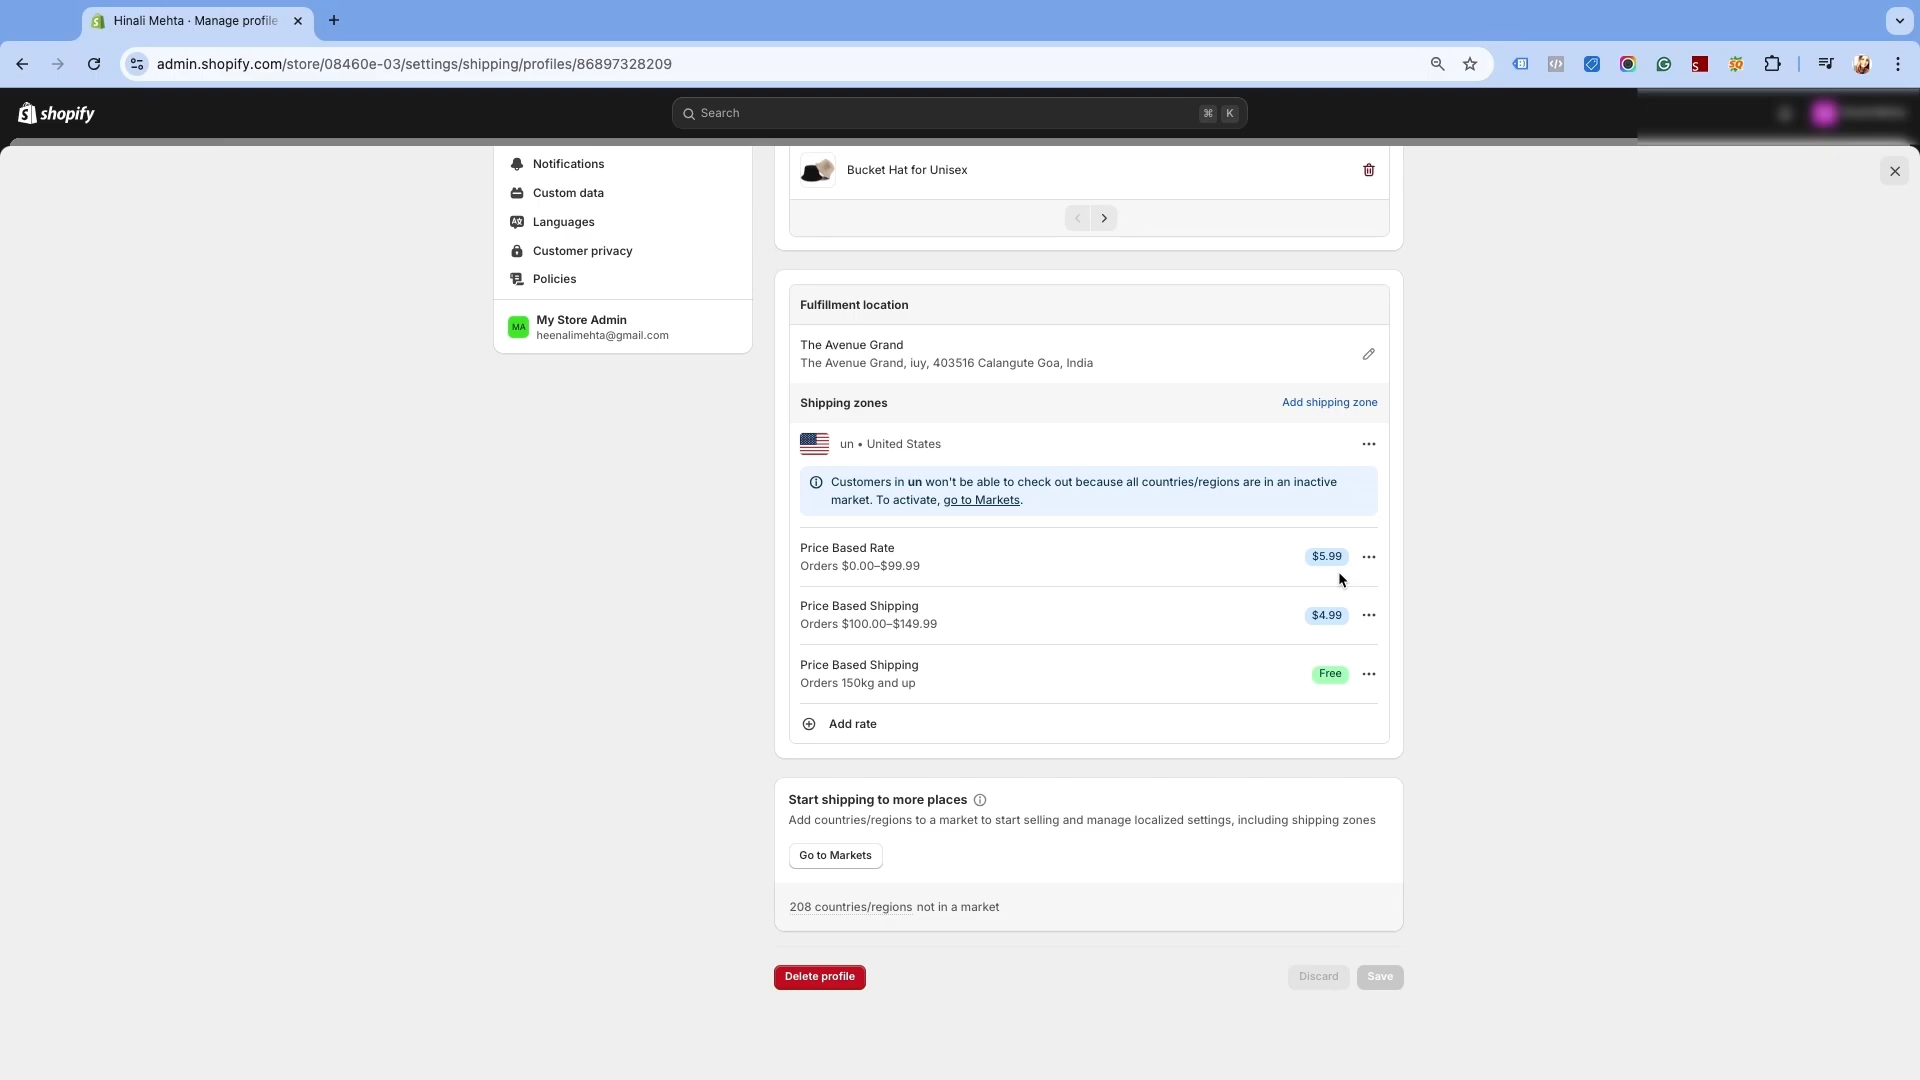 Hinali Mehta · Manage profile
admin.shopify.com/store/08460e-03/settings/shipping/profiles/86897328209
shopify
Search
⌘ K
Notifications
Custom data
Languages
Customer privacy
Policies
MA
My Store Admin
heenalimehta@gmail.com
Bucket Hat for Unisex
Fulfillment location
The Avenue Grand
The Avenue Grand, iuy, 403516 Calangute Goa, India
Shipping zones
Add shipping zone
un • United States
Customers in un won't be able to check out because all countries/regions are in an inactive
market. To activate, go to Markets.
Price Based Rate
Orders $0.00–$99.99
$5.99
Price Based Shipping
Orders $100.00–$149.99
$4.99
Price Based Shipping
Orders 150kg and up
Free
Add rate
Start shipping to more places
Add countries/regions to a market to start selling and manage localized settings, including shipping zones
Go to Markets
208 countries/regions not in a market
Delete profile
Discard
Save